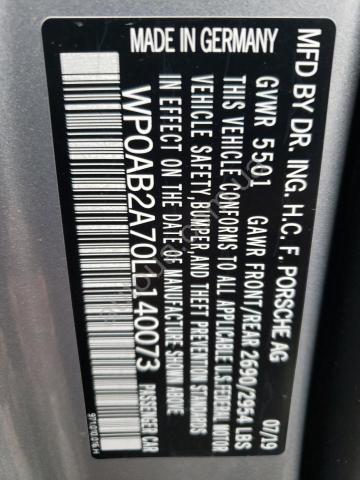 MFD BY DR. ING. H.C. F. PORSCHE AG
GVWR 5501 GAWR FRONT/REAR 2690/2954 LBS 07/19
THIS VEHICLE CONFORMS TO ALL APPLICABLE U.S. FEDERAL MOTOR
VEHICLE SAFETY, BUMPER, AND THEFT PREVENTION STANDARDS
IN EFFECT ON THE DATE OF MANUFACTURE SHOWN ABOVE
WP0AB2A70LL140073 PASSENGER CAR
MADE IN GERMANY